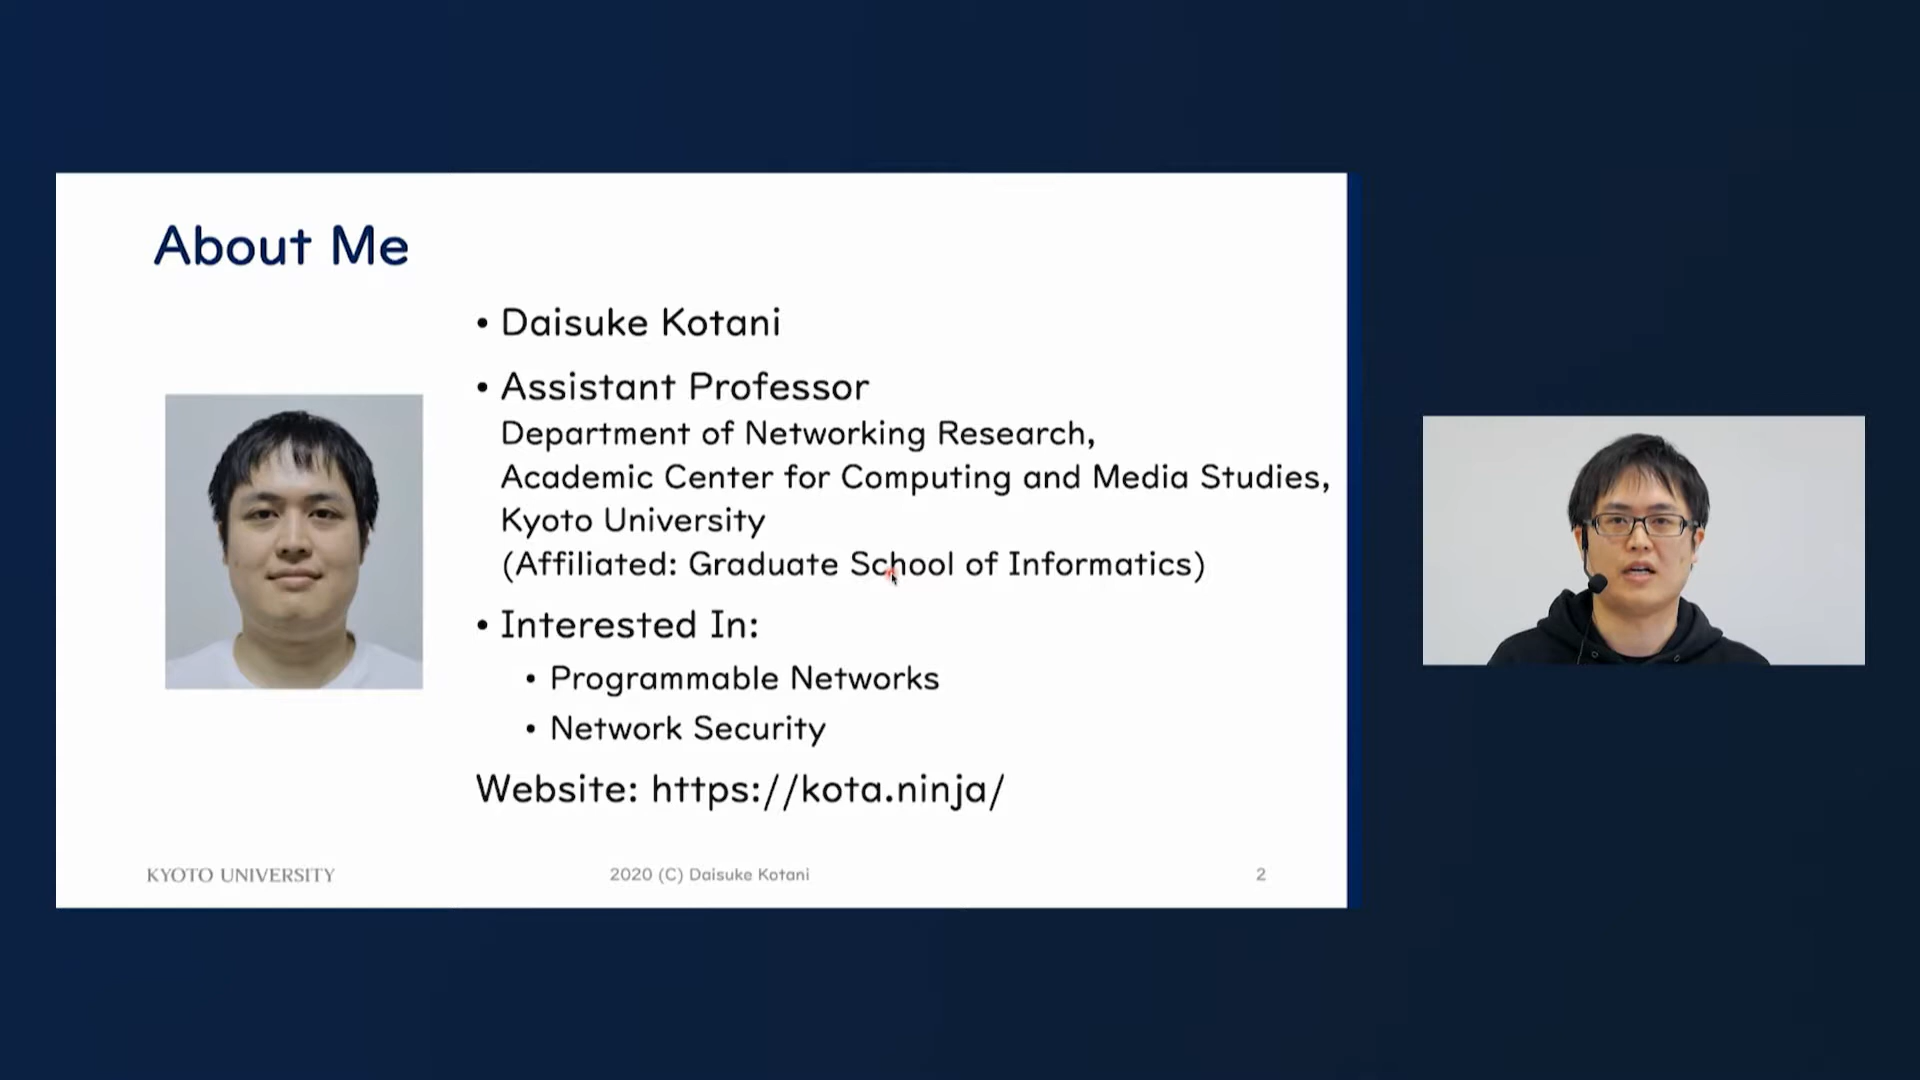 About Me
• Daisuke Kotani
• Assistant Professor
Department of Networking Research,
Academic Center for Computing and Media Studies,
Kyoto University
(Affiliated: Graduate School of Informatics)
• Interested In:
• Programmable Networks
• Network Security
Website: https://kota.ninja/
KYOTO UNIVERSITY
2020 (C) Daisuke Kotani
2